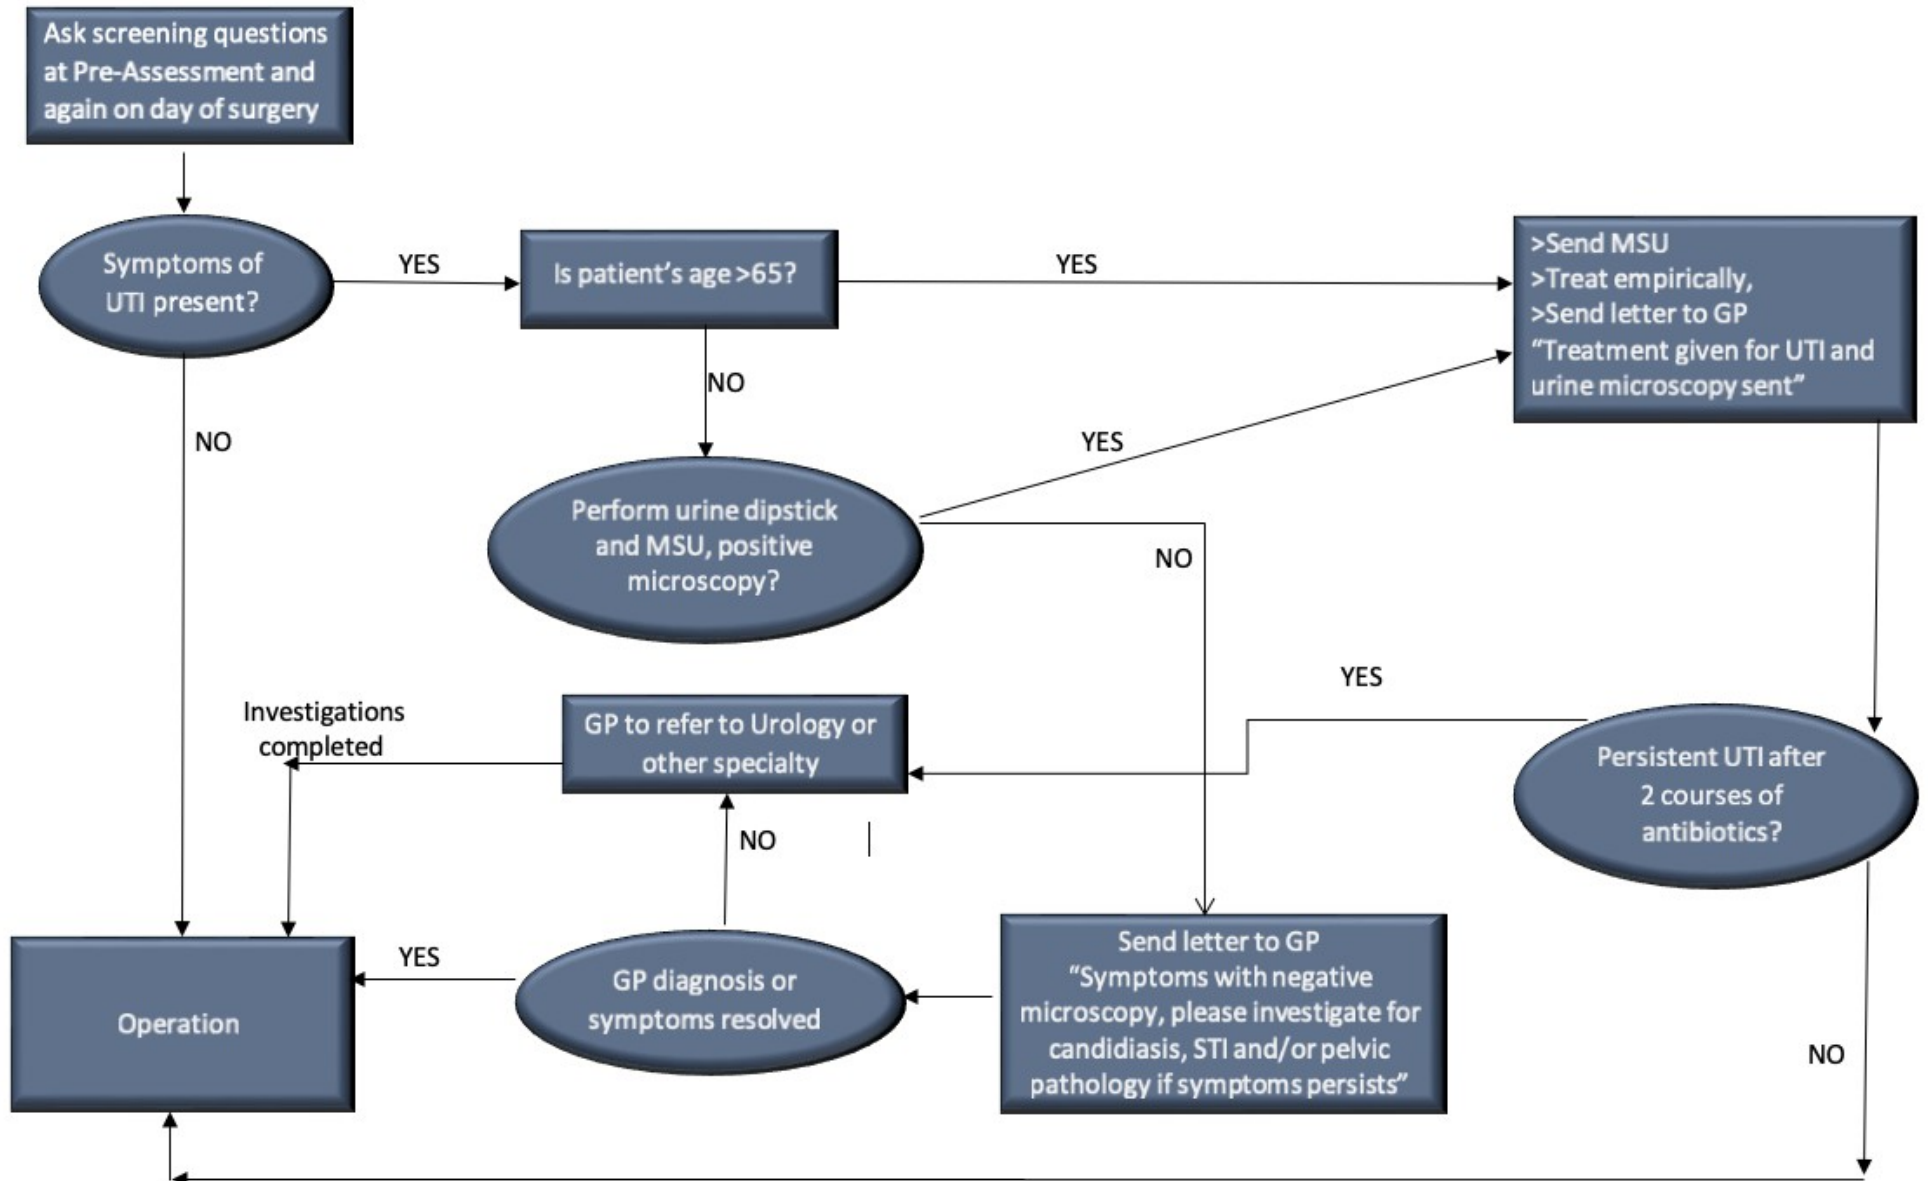 Ask screening questions
at Pre-Assessment and
again on day of surgery
Symptoms of
UTI present?
YES
Is patient's age >65?
YES
>Send MSU
>Treat empirically,
>Send letter to GP
"Treatment given for UTI and
urine microscopy sent"
NO
NO
YES
Perform urine dipstick
and MSU, positive
microscopy?
NO
YES
Investigations
completed
GP to refer to Urology or
other specialty
Persistent UTI after
2 courses of
antibiotics?
NO
Operation
YES
GP diagnosis or
symptoms resolved
Send letter to GP
"Symptoms with negative
microscopy, please investigate for
candidiasis, STI and/or pelvic
pathology if symptoms persists"
NO